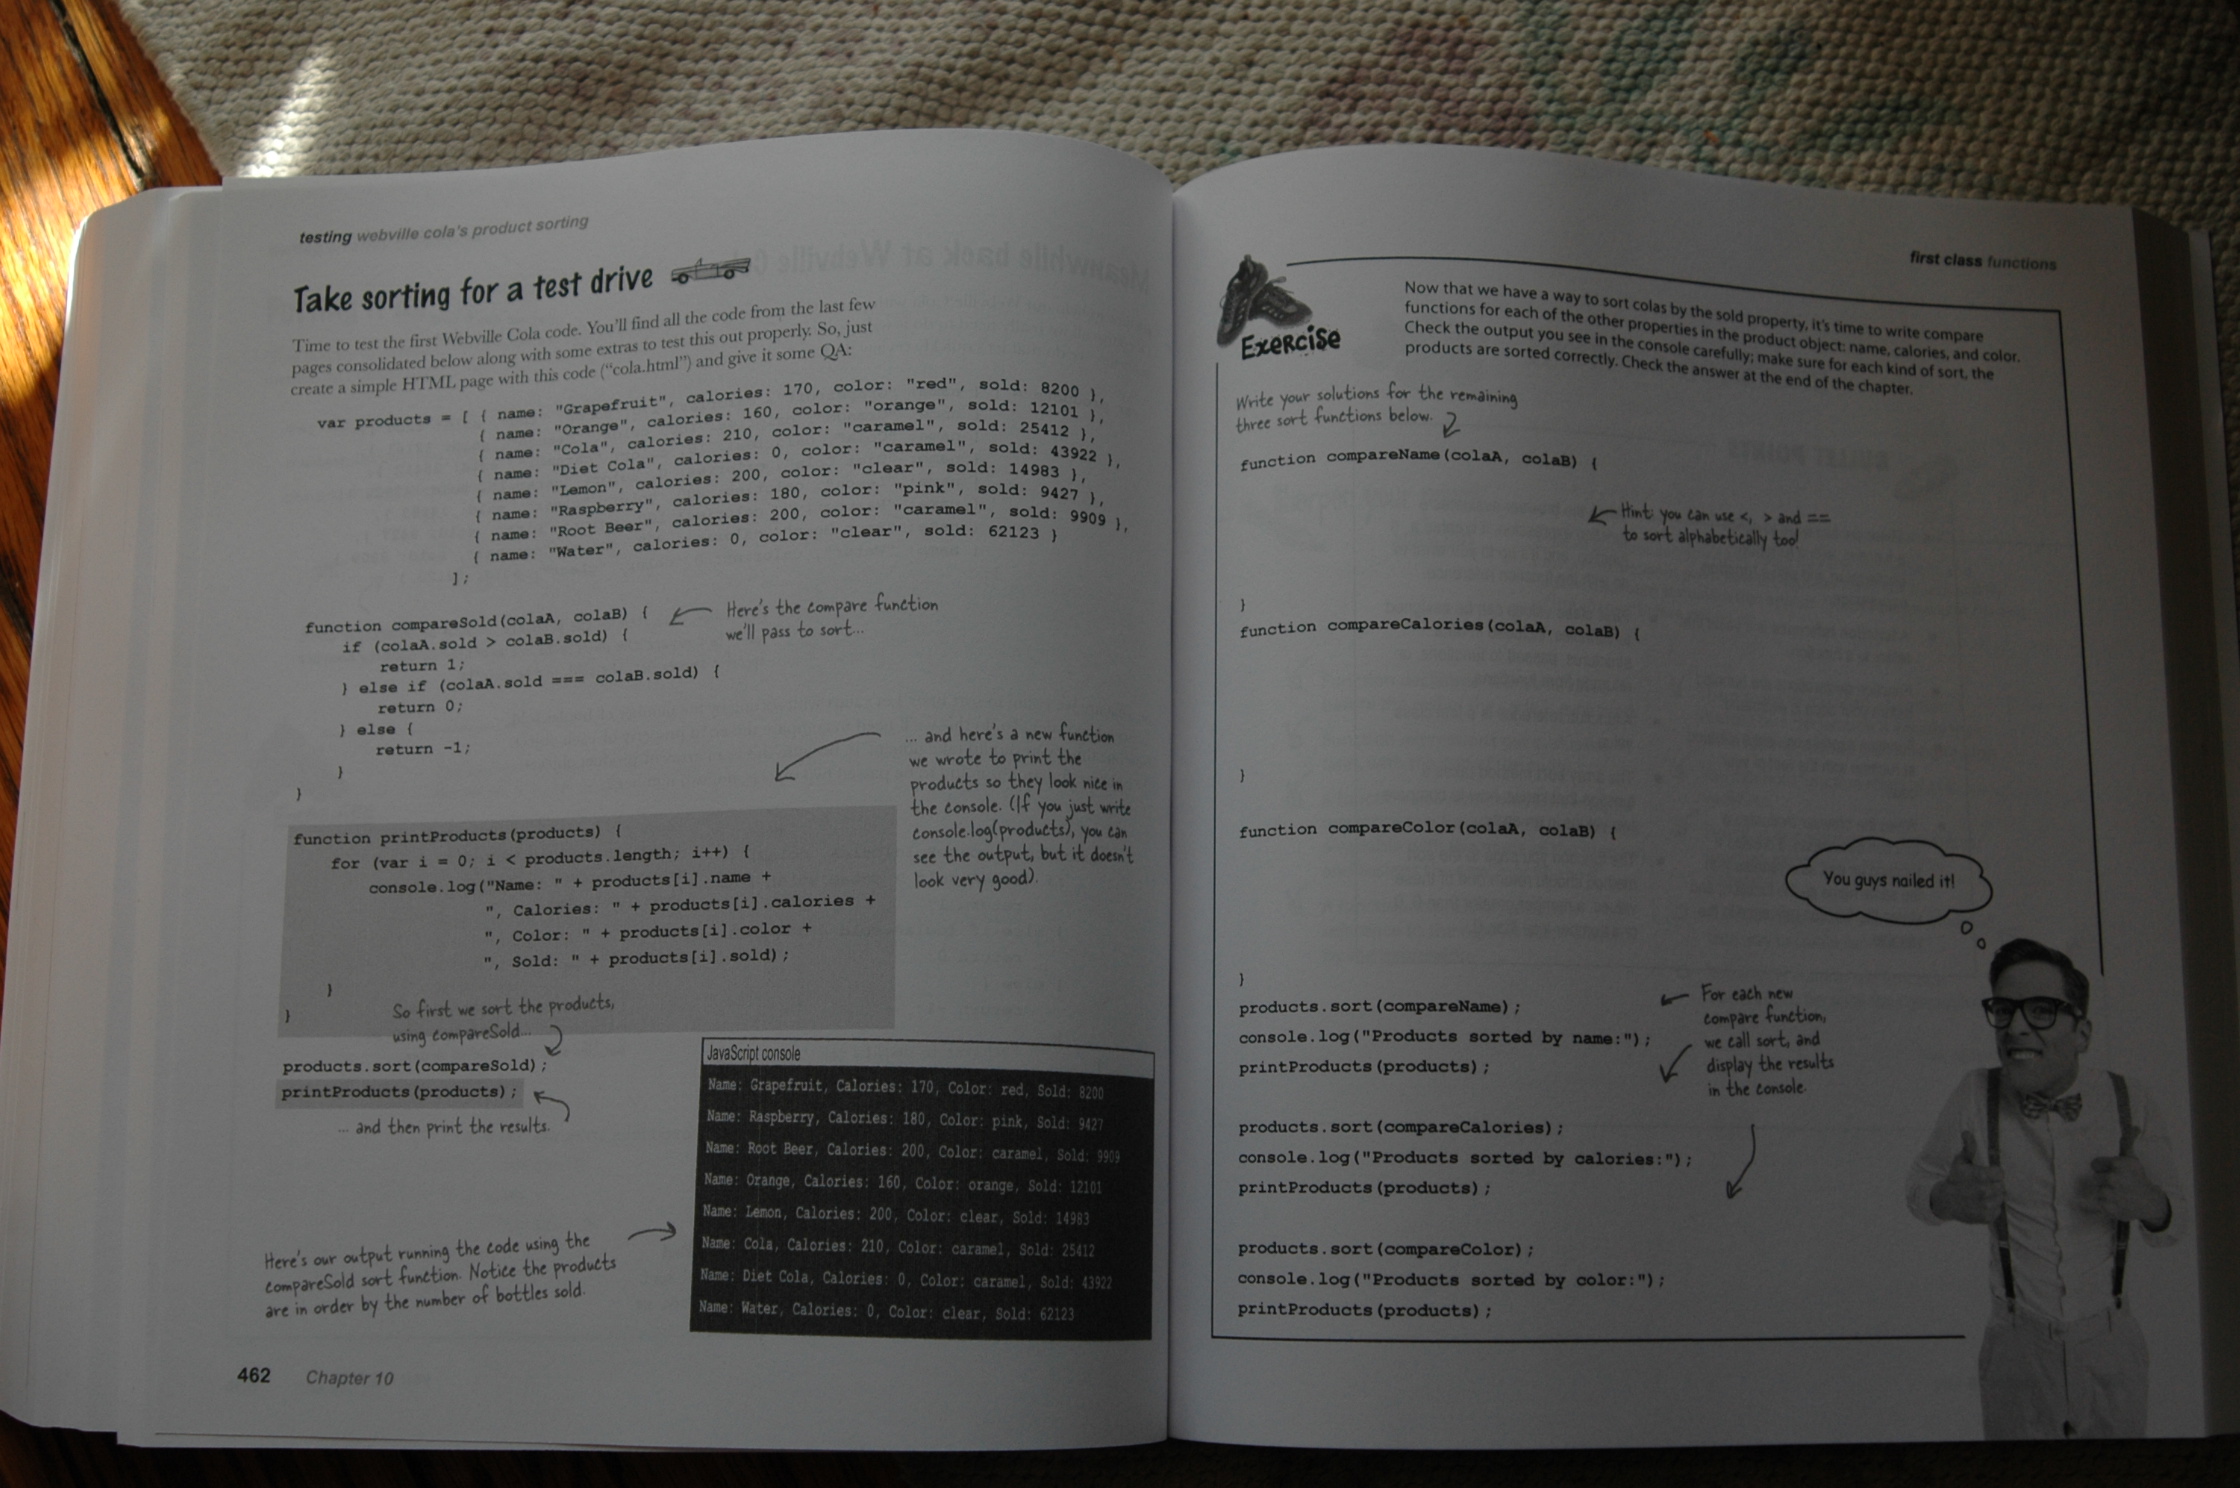 testing webville cola's product sorting
Take sorting for a test drive
Time to test the first Webville Cola code. You'll find all the code from the last few
pages consolidated below along with some extras to test this out properly. So, just
create a simple HTML page with this code ("cola.html") and give it some QA:
var products = [ { name: "Grapefruit", calories: 170, color: "red", sold: 8200 },
{ name: "Orange", calories: 160, color: "orange", sold: 12101 },
{ name: "Cola", calories: 210, color: "caramel", sold: 25412 },
{ name: "Diet Cola", calories: 0, color: "caramel", sold: 43922 },
{ name: "Lemon", calories: 200, color: "clear", sold: 14983 },
{ name: "Raspberry", calories: 180, color: "pink", sold: 9427 },
{ name: "Root Beer", calories: 200, color: "caramel", sold: 9909 },
{ name: "Water", calories: 0, color: "clear", sold: 62123 }
];
function compareSold(colaA, colaB) {
if (colaA.sold > colaB.sold) {
return 1;
} else if (colaA.sold === colaB.sold) {
return 0;
} else {
return -1;
}
}
Here's the compare function
we'll pass to sort...
function printProducts(products) {
for (var i = 0; i < products.length; i++) {
console.log("Name: " + products[i].name +
", Calories: " + products[i].calories +
", Color: " + products[i].color +
", Sold: " + products[i].sold);
}
}
... and here's a new function
we wrote to print the
products so they look nice in
the console. (If you just write
console.log(products), you can
see the output, but it doesn't
look very good).
So first we sort the products,
using compareSold...
products.sort(compareSold);
printProducts(products);
... and then print the results.
JavaScript console
Name: Grapefruit, Calories: 170, Color: red, Sold: 8200
Name: Raspberry, Calories: 180, Color: pink, Sold: 9427
Name: Root Beer, Calories: 200, Color: caramel, Sold: 9909
Name: Orange, Calories: 160, Color: orange, Sold: 12101
Name: Lemon, Calories: 200, Color: clear, Sold: 14983
Name: Cola, Calories: 210, Color: caramel, Sold: 25412
Name: Diet Cola, Calories: 0, Color: caramel, Sold: 43922
Name: Water, Calories: 0, Color: clear, Sold: 62123
Here's our output running the code using the
compareSold sort function. Notice the products
are in order by the number of bottles sold.
462 Chapter 10
first class functions
Exercise
Now that we have a way to sort colas by the sold property, it's time to write compare
functions for each of the other properties in the product object: name, calories, and color.
Check the output you see in the console carefully; make sure for each kind of sort, the
products are sorted correctly. Check the answer at the end of the chapter.
Write your solutions for the remaining
three sort functions below.
function compareName(colaA, colaB) {
Hint: you can use <, > and ==
to sort alphabetically too!
}
function compareCalories(colaA, colaB) {
}
function compareColor(colaA, colaB) {
You guys nailed it!
}
products.sort(compareName);
console.log("Products sorted by name:");
printProducts(products);
For each new
compare function,
we call sort, and
display the results
in the console.
products.sort(compareCalories);
console.log("Products sorted by calories:");
printProducts(products);
products.sort(compareColor);
console.log("Products sorted by color:");
printProducts(products);